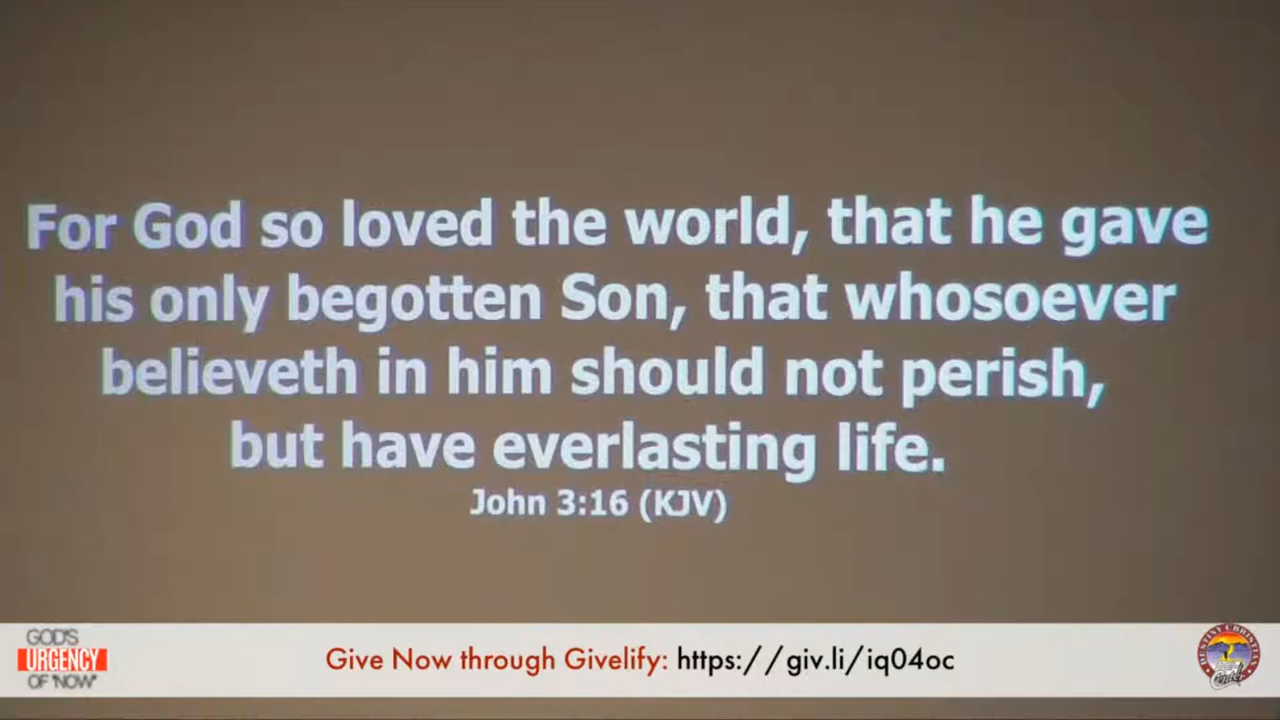 For God so loved the world, that he gave
his only begotten Son, that whosoever
believeth in him should not perish,
but have everlasting life.
John 3:16 (KJV)
GOD'S
URGENCY
OF "NOW"
Give Now through Givelify: https://giv.li/iq04oc
DESTINY CHRISTIAN